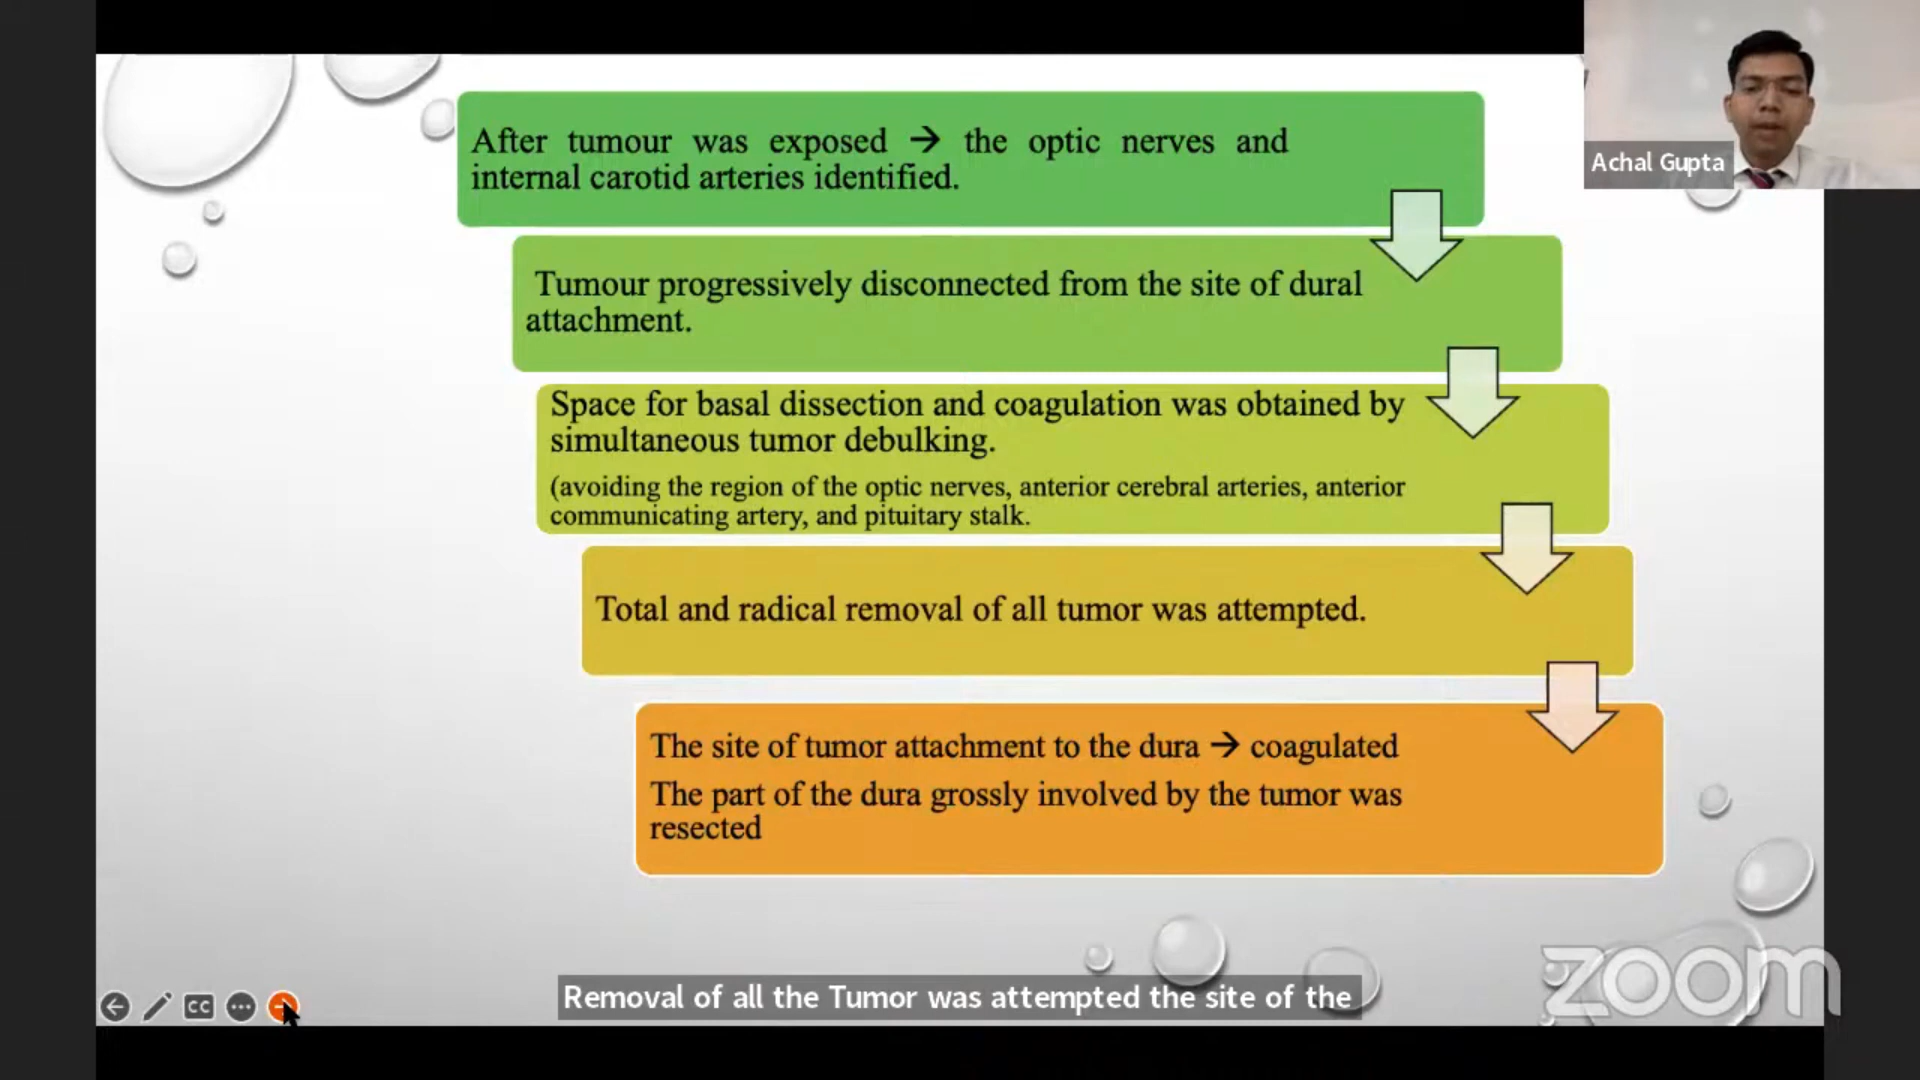 After tumour was exposed → the optic nerves and
internal carotid arteries identified.
Achal Gupta
Tumour progressively disconnected from the site of dural
attachment.
Space for basal dissection and coagulation was obtained by
simultaneous tumor debulking.
(avoiding the region of the optic nerves, anterior cerebral arteries, anterior
communicating artery, and pituitary stalk.
Total and radical removal of all tumor was attempted.
The site of tumor attachment to the dura → coagulated
The part of the dura grossly involved by the tumor was
resected
CC
Removal of all the Tumor was attempted the site of the
zoom